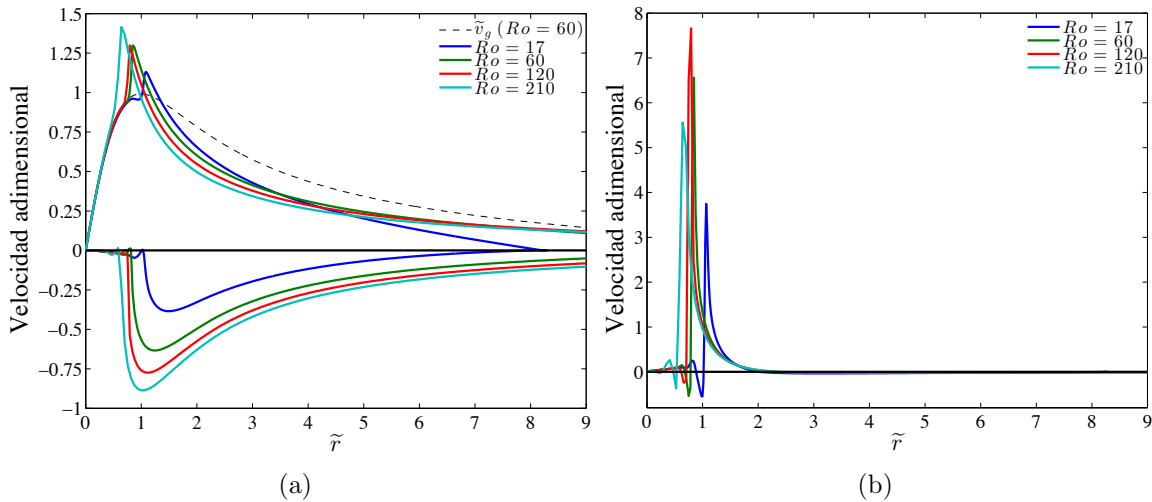 1.5
1.25
1
0.75
0.5
0.25
0
−0.25
−0.5
−0.75
−1
Velocidad adimensional
0 1 2 3 4 5 6 7 8 9
r̃
ṽ_g (Ro = 60)
Ro = 17
Ro = 60
Ro = 120
Ro = 210
(a)
8
7
6
5
4
3
2
1
0
Velocidad adimensional
0 1 2 3 4 5 6 7 8 9
r̃
Ro = 17
Ro = 60
Ro = 120
Ro = 210
(b)